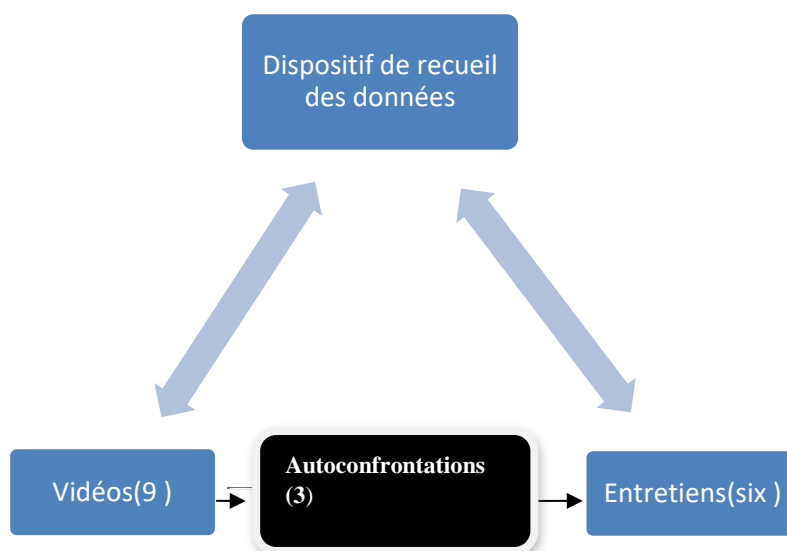 Dispositif de recueil
des données
Vidéos(9 )
Autoconfrontations
(3)
Entretiens(six )